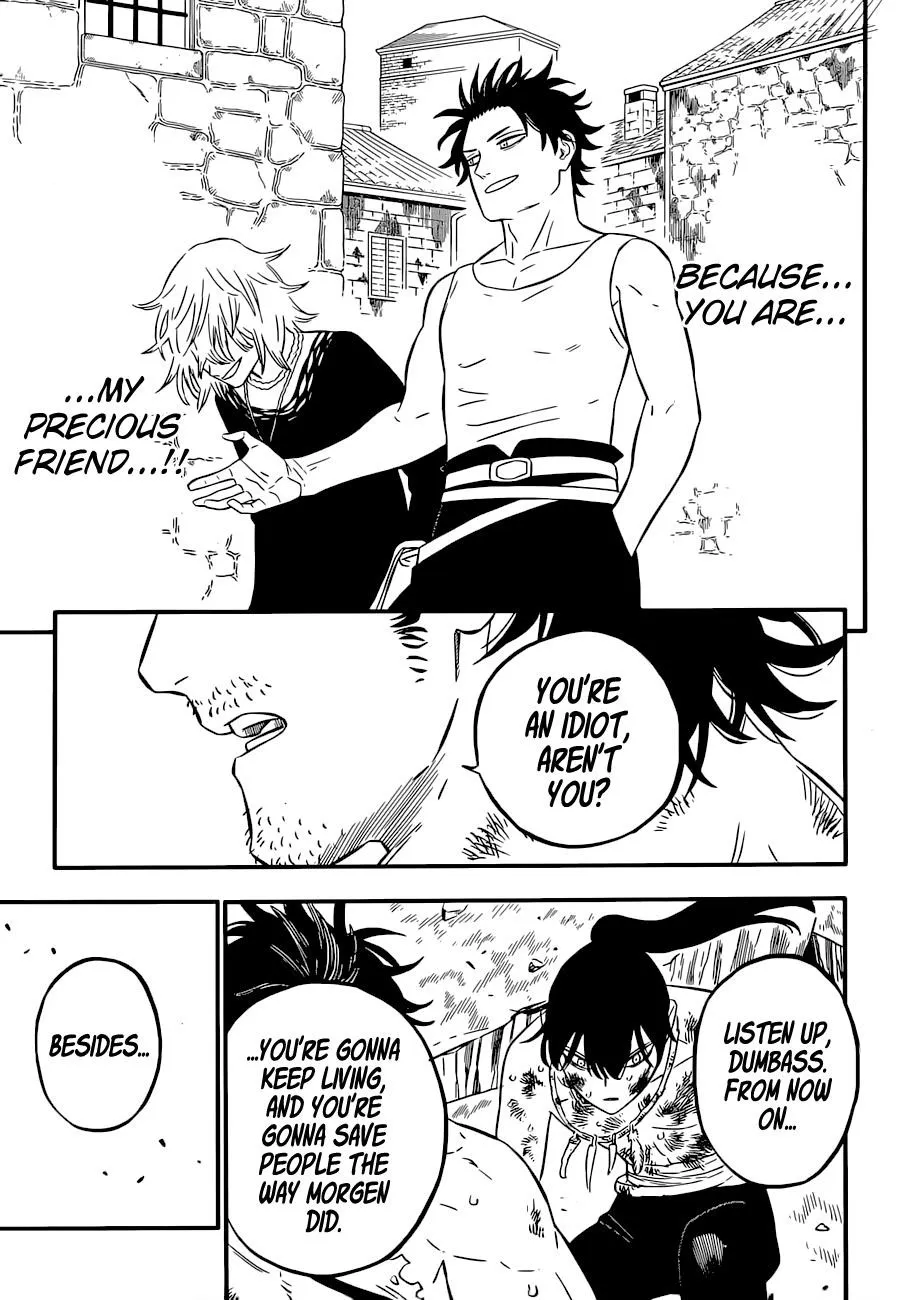 BECAUSE...
YOU ARE...
...MY
PRECIOUS
FRIEND...!!
YOU'RE
AN IDIOT,
AREN'T
YOU?
LISTEN UP,
DUMBASS.
FROM NOW
ON...
...YOU'RE GONNA
KEEP LIVING,
AND YOU'RE
GONNA SAVE
PEOPLE THE
WAY MORGEN
DID.
BESIDES...